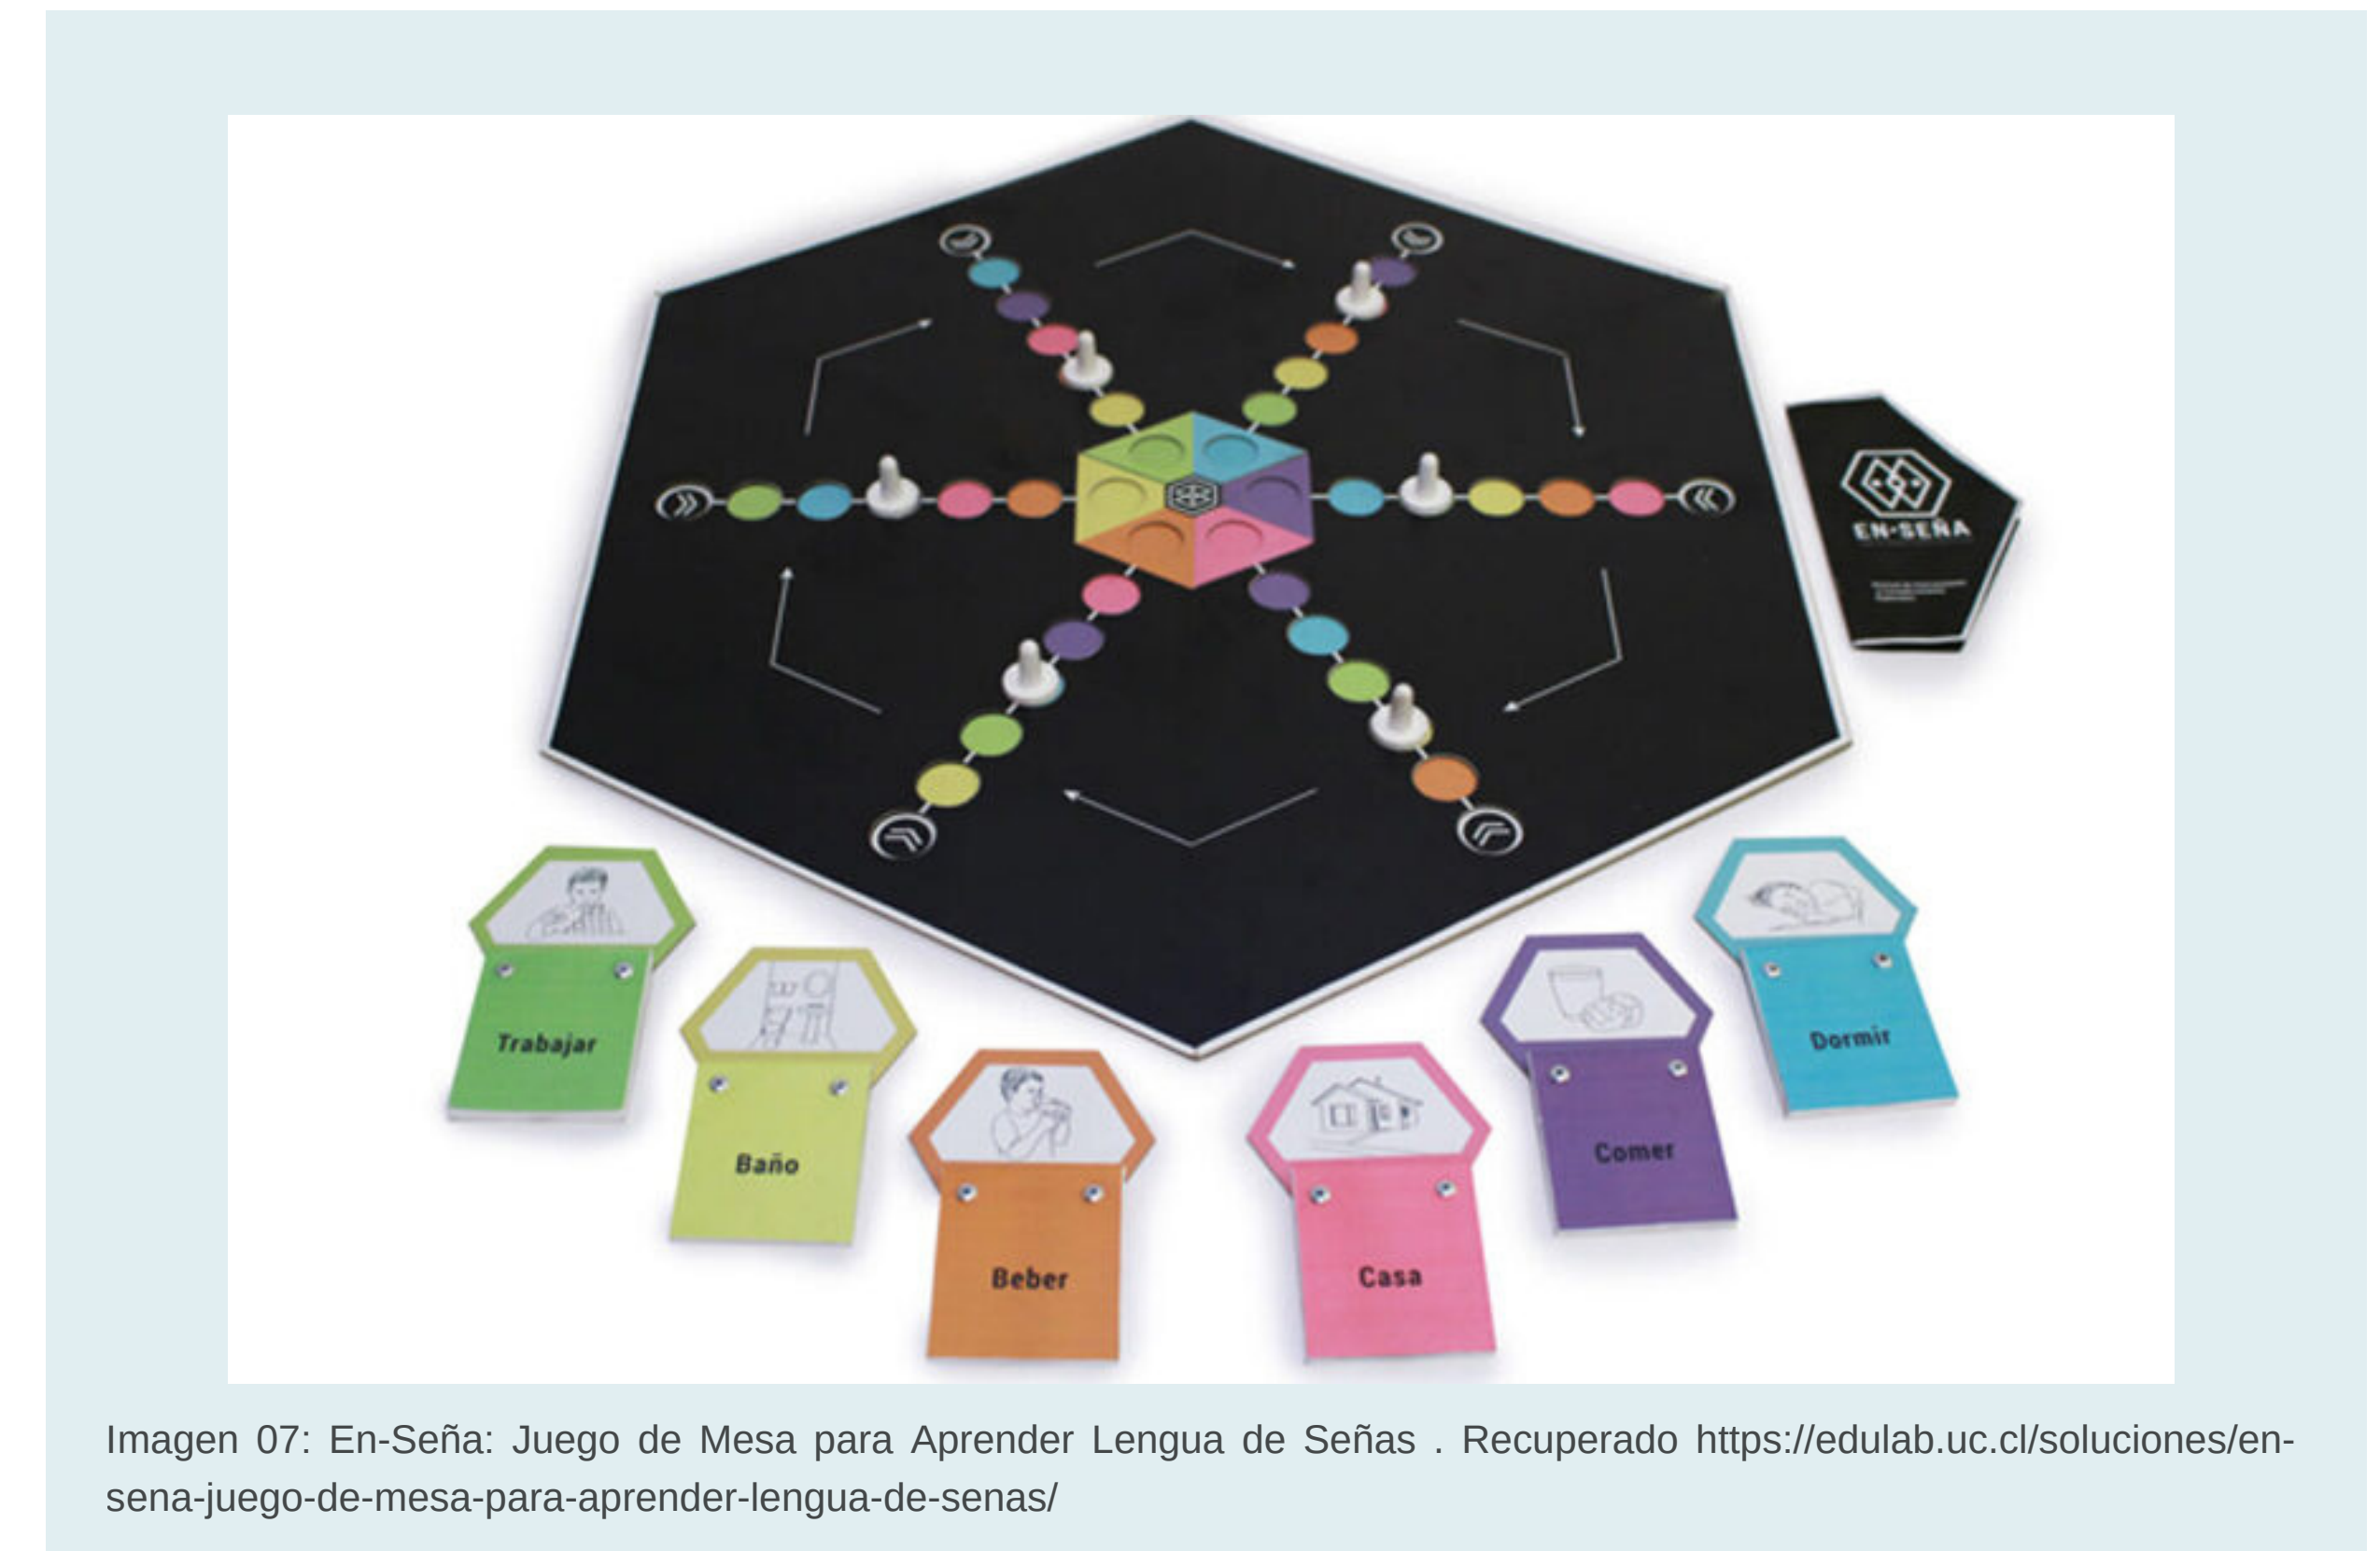 EN-SEÑA
Trabajar
Baño
Beber
Casa
Comer
Dormir
Imagen 07: En-Seña: Juego de Mesa para Aprender Lengua de Señas . Recuperado https://edulab.uc.cl/soluciones/en-
sena-juego-de-mesa-para-aprender-lengua-de-senas/